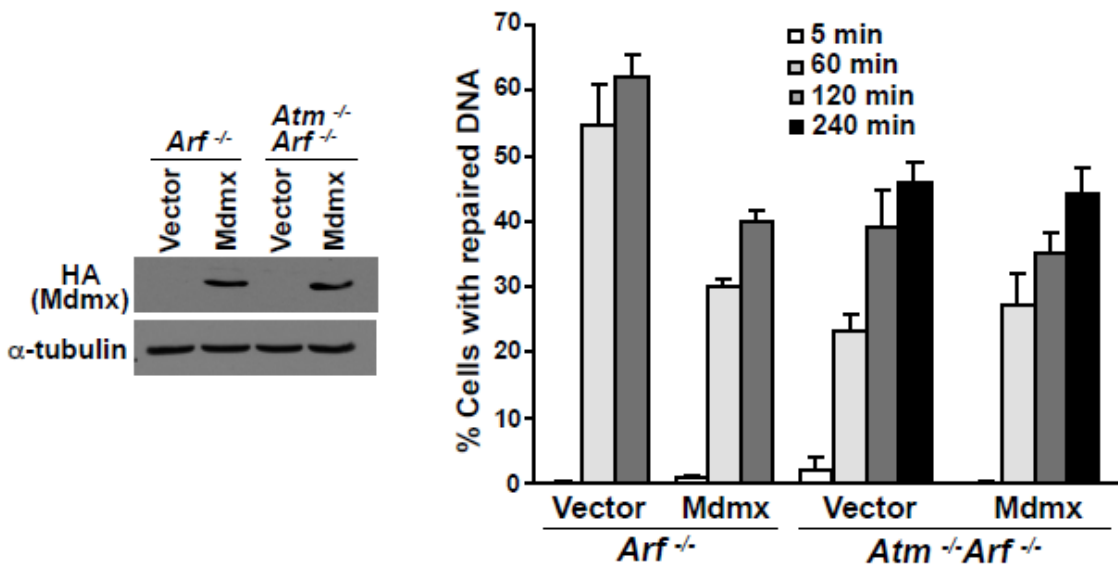 Atm -/-
Arf -/- Arf -/-
Vector Mdmx Vector Mdmx
HA
(Mdmx)
α-tubulin
% Cells with repaired DNA
70
60
50
40
30
20
10
0
5 min
60 min
120 min
240 min
Vector Mdmx Vector Mdmx
Arf -/- Atm -/-Arf -/-